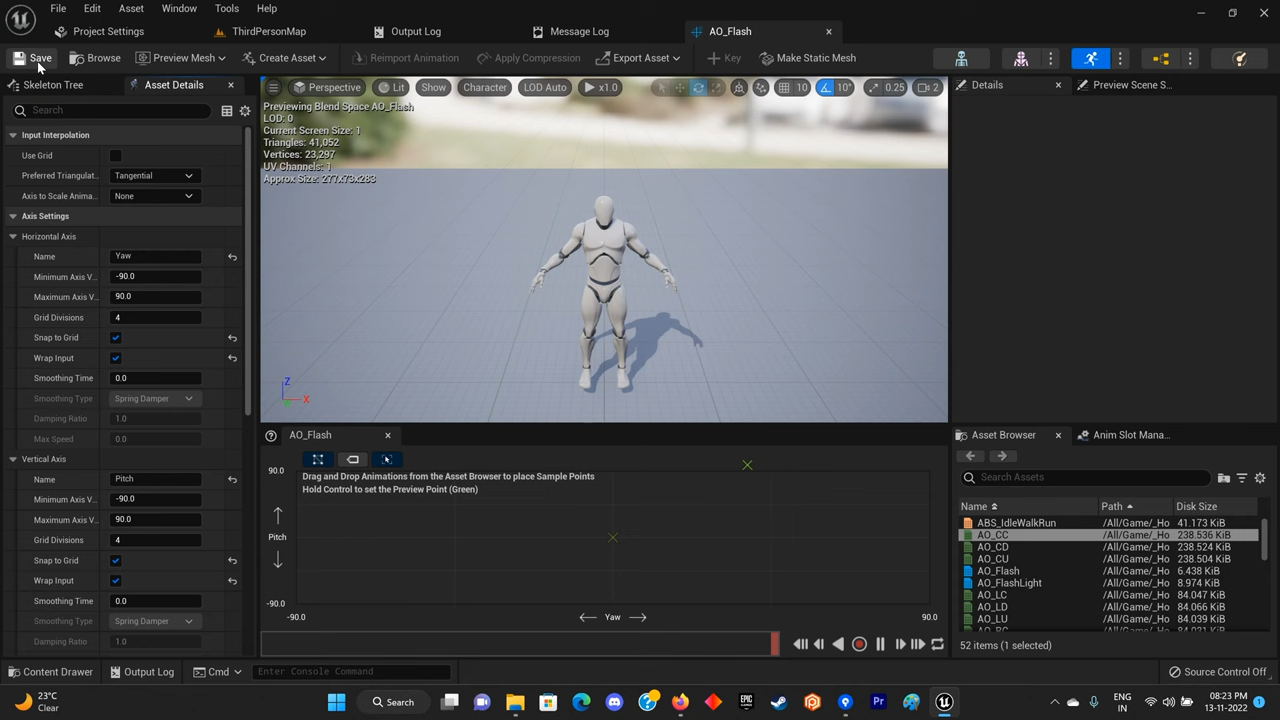 File Edit Asset Window Tools Help
Project Settings ThirdPersonMap Output Log Message Log AO_Flash
Save Browse Preview Mesh Create Asset Reimport Animation Apply Compression Export Asset Key Make Static Mesh
Skeleton Tree Asset Details Details Preview Scene S...
Search
Perspective Lit Show Character LOD Auto x1.0 10 10° 0.25 2
Previewing Blend Space AO_Flash
LOD: 0
Current Screen Size: 1
Triangles: 41,052
Vertices: 23,297
UV Channels: 1
Approx Size: 277x73x283
Z
X
Input Interpolation
Use Grid
Preferred Triangulat... Tangential
Axis to Scale Anima... None
Axis Settings
Horizontal Axis
Name Yaw
Minimum Axis V... -90.0
Maximum Axis V... 90.0
Grid Divisions 4
Snap to Grid
Wrap Input
Smoothing Time 0.0
Smoothing Type Spring Damper
Damping Ratio 1.0
Max Speed 0.0
Vertical Axis
Name Pitch
Minimum Axis V... -90.0
Maximum Axis V... 90.0
Grid Divisions 4
Snap to Grid
Wrap Input
Smoothing Time 0.0
Smoothing Type Spring Damper
Damping Ratio 1.0
AO_Flash
90.0 Drag and Drop Animations from the Asset Browser to place Sample Points
Hold Control to set the Preview Point (Green)
Pitch
-90.0
-90.0 Yaw 90.0
Asset Browser Anim Slot Mana...
Search Assets
Name Path Disk Size
ABS_IdleWalkRun /All/Game/_Ho 41.173 KiB
AO_CC /All/Game/_Ho 238.536 KiB
AO_CD /All/Game/_Ho 238.524 KiB
AO_CU /All/Game/_Ho 238.504 KiB
AO_Flash /All/Game/_Ho 6.438 KiB
AO_FlashLight /All/Game/_Ho 8.974 KiB
AO_LC /All/Game/_Ho 84.047 KiB
AO_LD /All/Game/_Ho 84.066 KiB
AO_LU /All/Game/_Ho 84.039 KiB
52 items (1 selected)
Content Drawer Output Log Cmd Enter Console Command Source Control Off
23°C
Clear
Search
ENG
IN
08:23 PM
13-11-2022